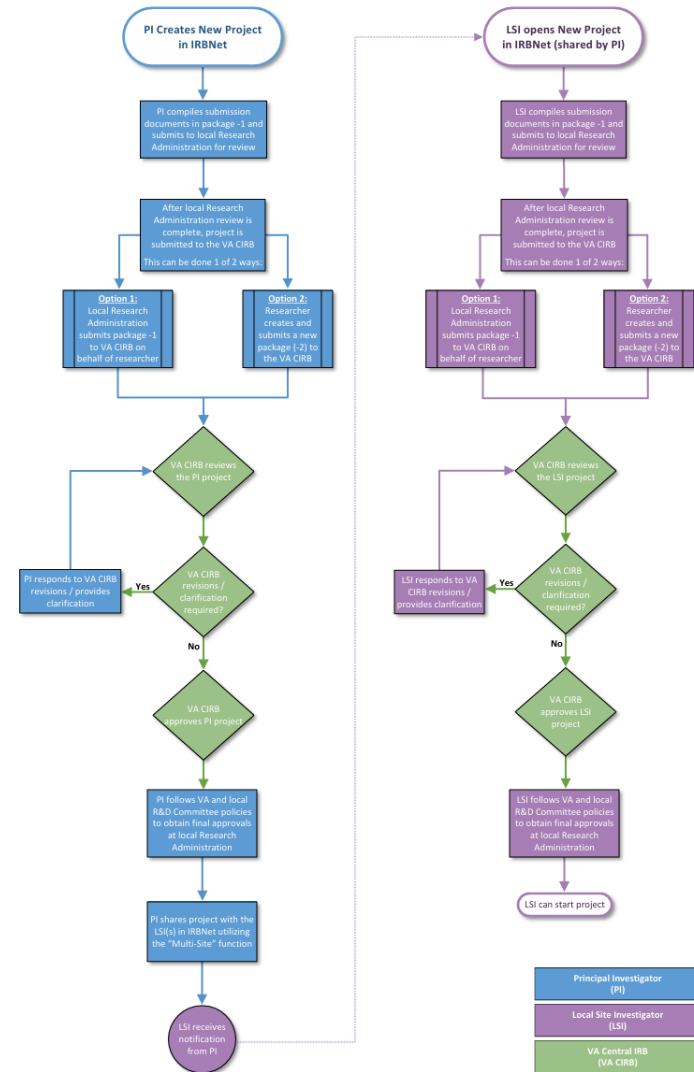 PI Creates New Project
in IRBNet
PI compiles submission
documents in package -1 and
submits to local Research
Administration for review
After local Research
Administration review is
complete, project is
submitted to the VA CIRB
This can be done 1 of 2 ways:
Option 1:
Local Research
Administration
submits package -1
to VA CIRB on
behalf of researcher
Option 2:
Researcher
creates and
submits a new
package (-2) to
the VA CIRB
VA CIRB reviews
the PI project
VA CIRB
revisions /
clarification
required?
Yes
PI responds to VA CIRB
revisions / provides
clarification
No
VA CIRB
approves PI project
PI follows VA and local
R&D Committee policies
to obtain final approvals
at local Research
Administration
PI shares project with the
LSI(s) in IRBNet utilizing
the "Multi-Site" function
LSI receives
notification
from PI
LSI opens New Project
in IRBNet (shared by PI)
LSI compiles submission
documents in package -1 and
submits to local Research
Administration for review
After local Research
Administration review is
complete, project is
submitted to the VA CIRB
This can be done 1 of 2 ways:
Option 1:
Local Research
Administration
submits package -1
to VA CIRB on
behalf of researcher
Option 2:
Researcher
creates and
submits a new
package (-2) to
the VA CIRB
VA CIRB reviews
the LSI project
VA CIRB
revisions /
clarification
required?
Yes
LSI responds to VA
CIRB revisions /
provides clarification
No
VA CIRB
approves LSI
project
LSI follows VA and local
R&D Committee policies
to obtain final approvals
at local Research
Administration
LSI can start project
Principal Investigator
(PI)
Local Site Investigator
(LSI)
VA Central IRB
(VA CIRB)